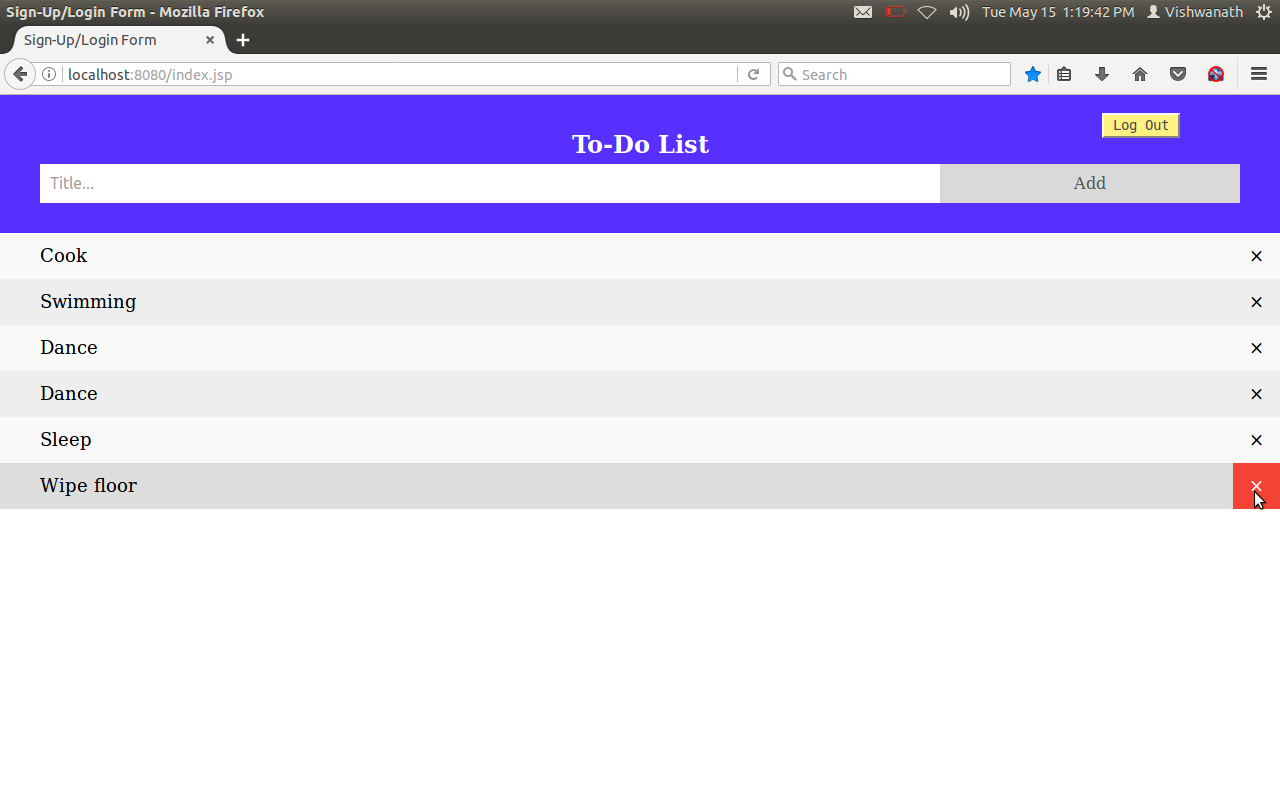 Sign-Up/Login Form - Mozilla Firefox
Tue May 15 1:19:42 PM Vishwanath
Sign-Up/Login Form × +
localhost:8080/index.jsp
Search
Log Out
To-Do List
Title...
Add
Cook ×
Swimming ×
Dance ×
Dance ×
Sleep ×
Wipe floor ×